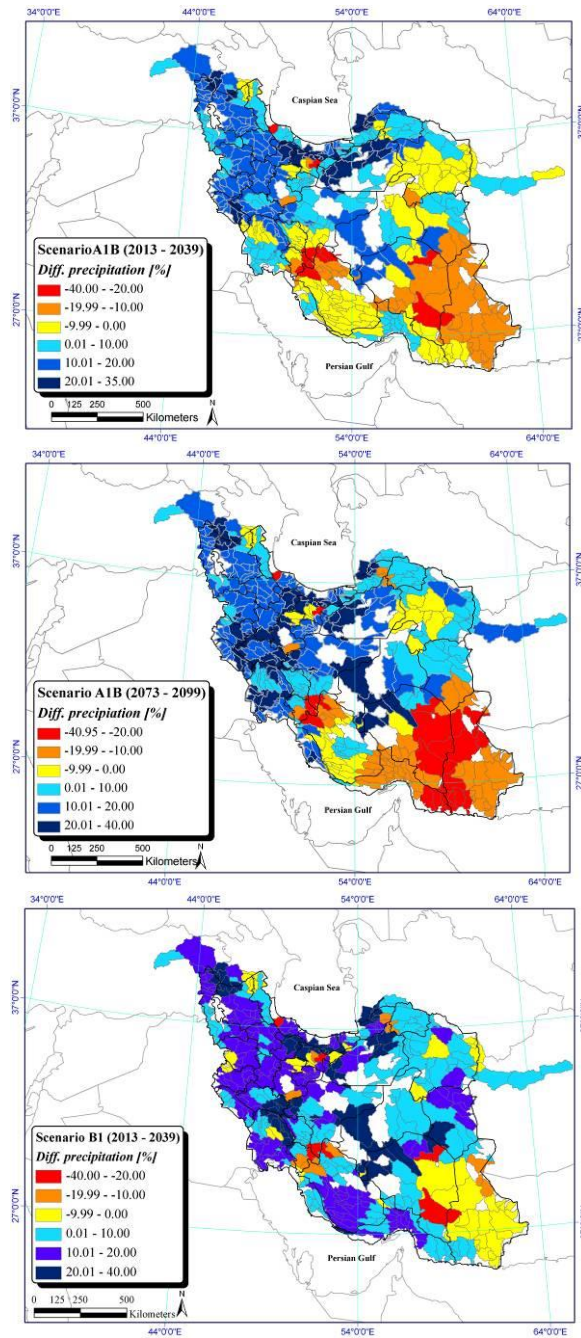 34°0'0"E 44°0'0"E 54°0'0"E 64°0'0"E
37°0'0"N
Caspian Sea
Scenario A1B (2013 - 2039)
Diff. precipitation [%]
-40.00 - -20.00
-19.99 - -10.00
-9.99 - 0.00
0.01 - 10.00
10.01 - 20.00
20.01 - 35.00
27°0'0"N
0 125 250 500
Kilometers
N
Persian Gulf
44°0'0"E 54°0'0"E 64°0'0"E
34°0'0"E 44°0'0"E 54°0'0"E 64°0'0"E
37°0'0"N
37°0'0"N
Caspian Sea
Scenario A1B (2073 - 2099)
Diff. precipiation [%]
-40.95 - -20.00
-19.99 - -10.00
-9.99 - 0.00
0.01 - 10.00
10.01 - 20.00
20.01 - 40.00
27°0'0"N
27°0'0"N
0 125 250 500
Kilometers
N
Persian Gulf
44°0'0"E 54°0'0"E 64°0'0"E
34°0'0"E 44°0'0"E 54°0'0"E 64°0'0"E
37°0'0"N
Caspian Sea
Scenario B1 (2013 - 2039)
Diff. precipitation [%]
-40.00 - -20.00
-19.99 - -10.00
-9.99 - 0.00
0.01 - 10.00
10.01 - 20.00
20.01 - 40.00
27°0'0"N
0 125 250 500
Kilometers
N
Persian Gulf
44°0'0"E 54°0'0"E 64°0'0"E